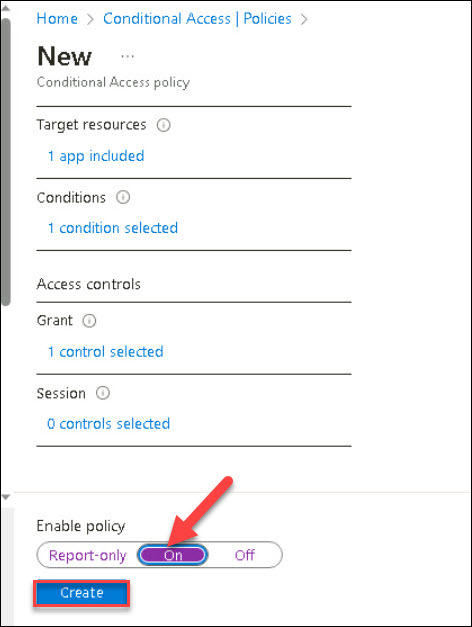 Home > Conditional Access | Policies >
New ...
Conditional Access policy
Target resources
1 app included
Conditions
1 condition selected
Access controls
Grant
1 control selected
Session
0 controls selected
Enable policy
Report-only On Off
Create